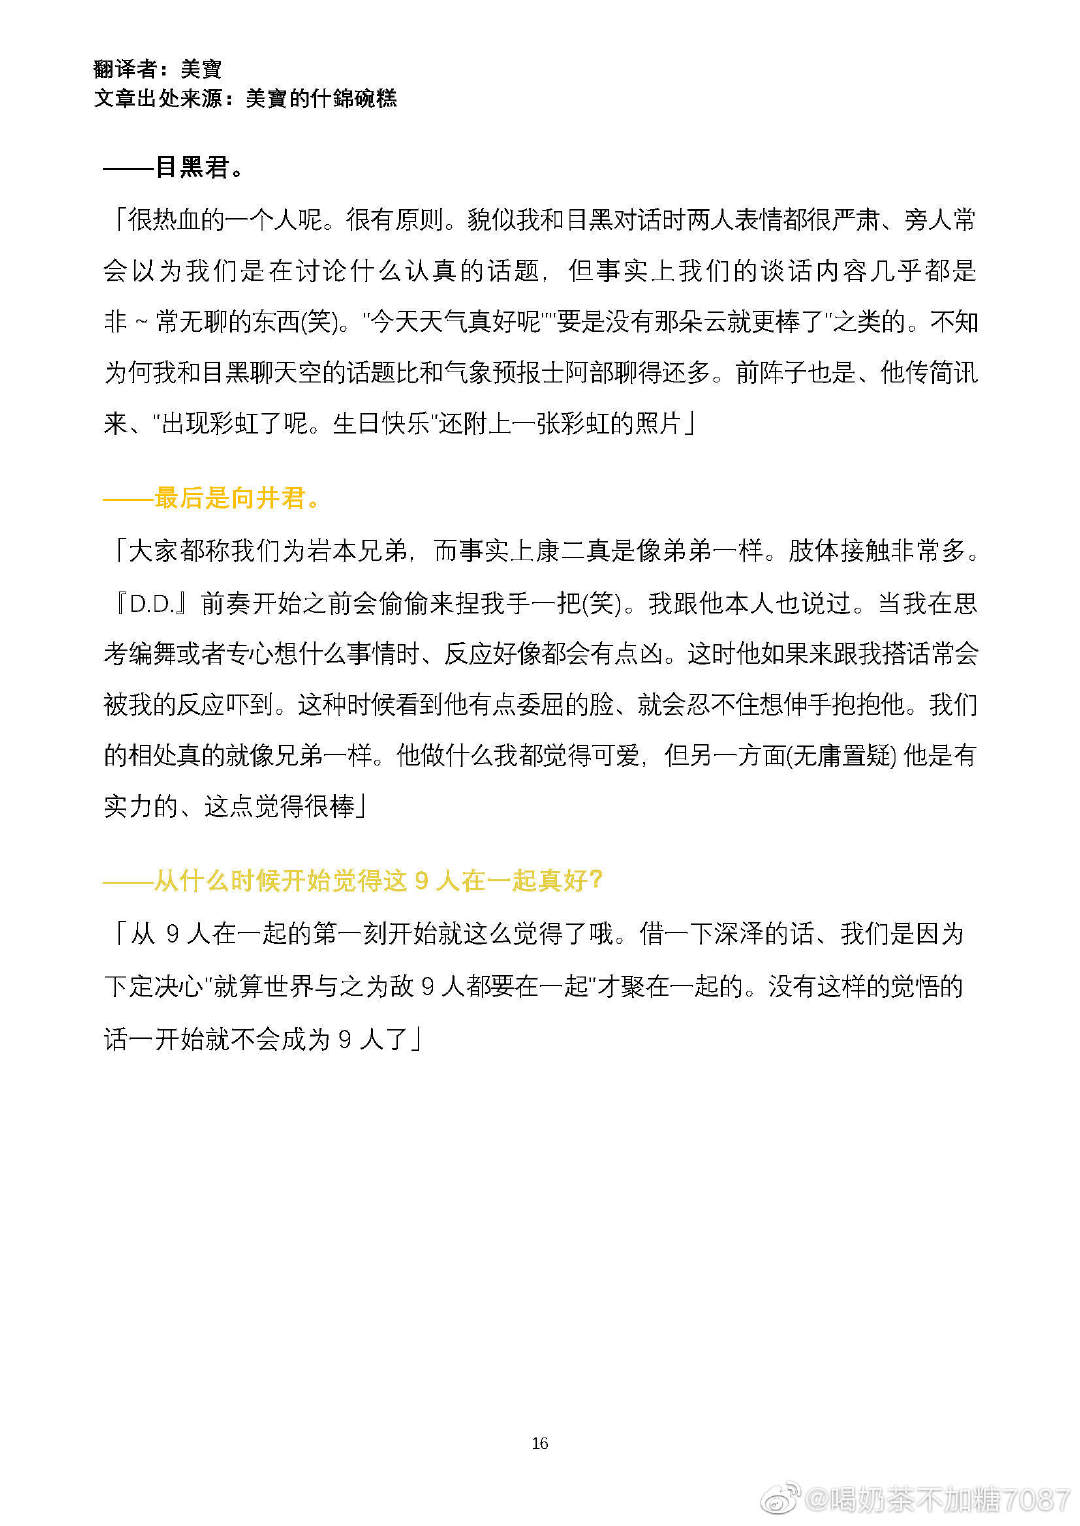 翻译者：美寶
文章出处来源：美寶的什錦碗糕
——目黑君。
「很热血的一个人呢。很有原则。貌似我和目黑对话时两人表情都很严肃、旁人常
会以为我们是在讨论什么认真的话题，但事实上我们的谈话内容几乎都是
非~常无聊的东西(笑)。"今天天气真好呢""要是没有那朵云就更棒了"之类的。不知
为何我和目黑聊天空的话题比和气象预报士阿部聊得还多。前阵子也是、他传简讯
来、"出现彩虹了呢。生日快乐"还附上一张彩虹的照片」
——最后是向井君。
「大家都称我们为岩本兄弟，而事实上康二真是像弟弟一样。肢体接触非常多。
『D.D.』前奏开始之前会偷偷来捏我手一把(笑)。我跟他本人也说过。当我在思
考编舞或者专心想什么事情时、反应好像都会有点凶。这时他如果来跟我搭话常会
被我的反应吓到。这种时候看到他有点委屈的脸、就会忍不住想伸手抱抱他。我们
的相处真的就像兄弟一样。他做什么我都觉得可爱，但另一方面(无庸置疑)他是有
实力的、这点觉得很棒」
——从什么时候开始觉得这 9 人在一起真好？
「从 9 人在一起的第一刻开始就这么觉得了哦。借一下深泽的话、我们是因为
下定决心"就算世界与之为敌 9 人都要在一起"才聚在一起的。没有这样的觉悟的
话一开始就不会成为 9 人了」
16
@喝奶茶不加糖7087